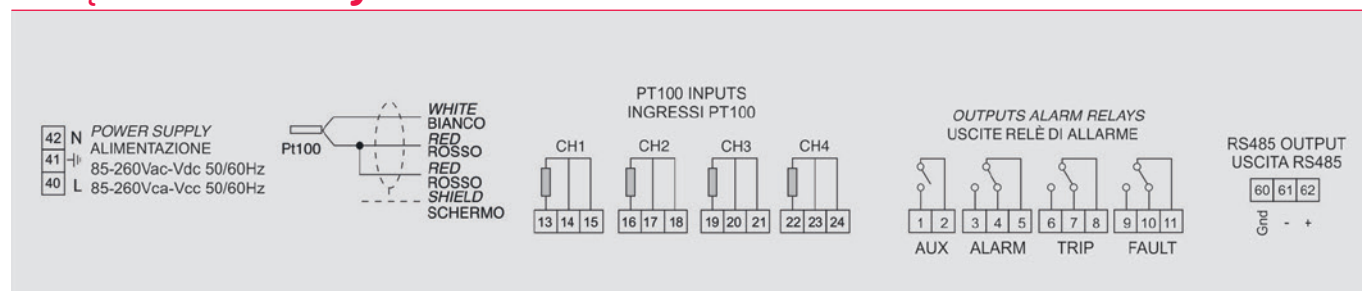 42 N POWER SUPPLY
ALIMENTAZIONE
41 85-260Vac-Vdc 50/60Hz
40 L 85-260Vca-Vcc 50/60Hz
Pt100
WHITE
BIANCO
RED
ROSSO
RED
ROSSO
SHIELD
SCHERMO
PT100 INPUTS
INGRESSI PT100
CH1 CH2 CH3 CH4
13 14 15 16 17 18 19 20 21 22 23 24
OUTPUTS ALARM RELAYS
USCITE RELÈ DI ALLARME
1 2 3 4 5 6 7 8 9 10 11
AUX ALARM TRIP FAULT
RS485 OUTPUT
USCITA RS485
60 61 62
Gnd - +